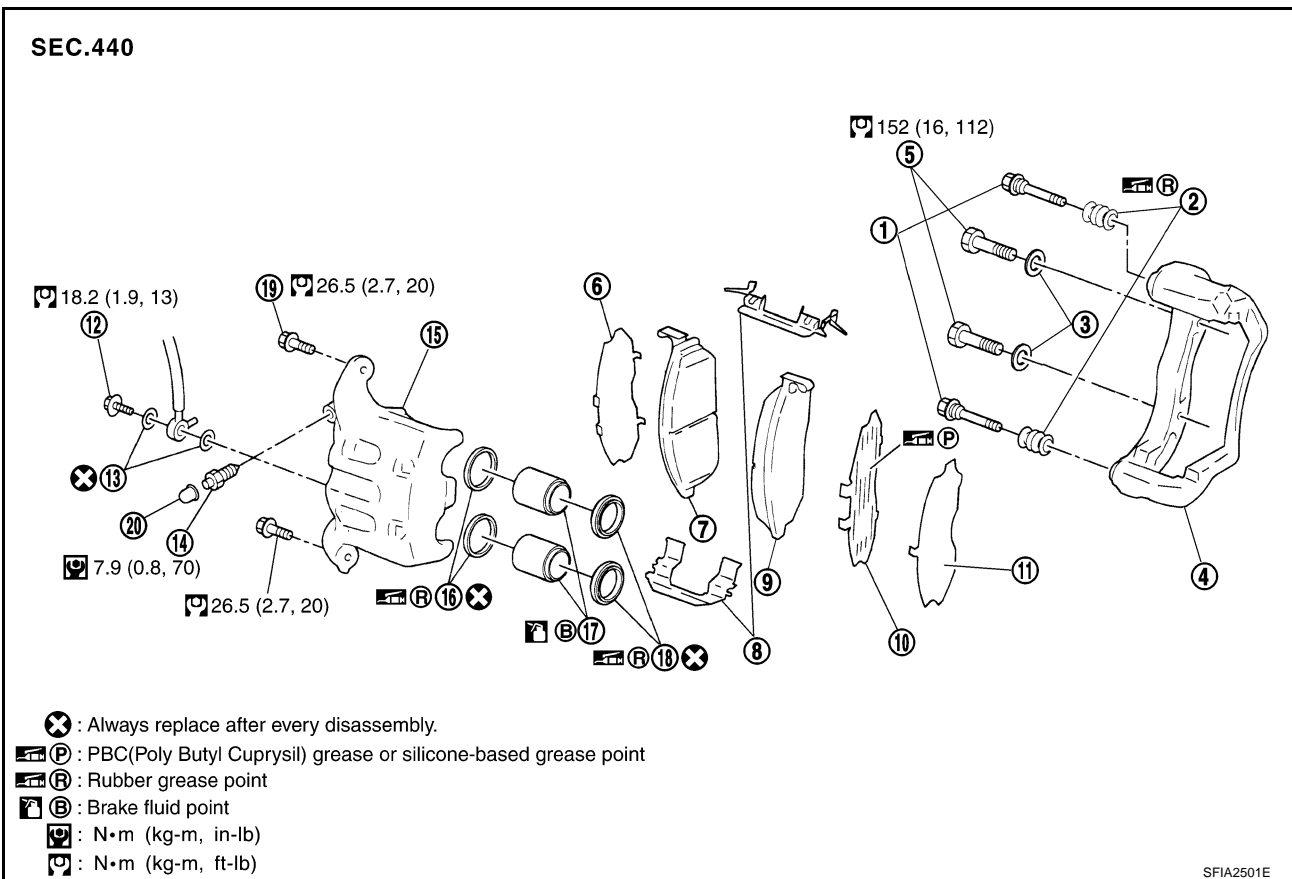 SEC.440
152 (16, 112)
5
R
2
1
3
4
19
26.5 (2.7, 20)
18.2 (1.9, 13)
12
15
6
13
20
14
7.9 (0.8, 70)
26.5 (2.7, 20)
R 16
B 17
R 18
7
8
9
P
10
11
: Always replace after every disassembly.
P : PBC(Poly Butyl Cuprysil) grease or silicone-based grease point
R : Rubber grease point
B : Brake fluid point
: N•m (kg-m, in-lb)
: N•m (kg-m, ft-lb)
SFIA2501E